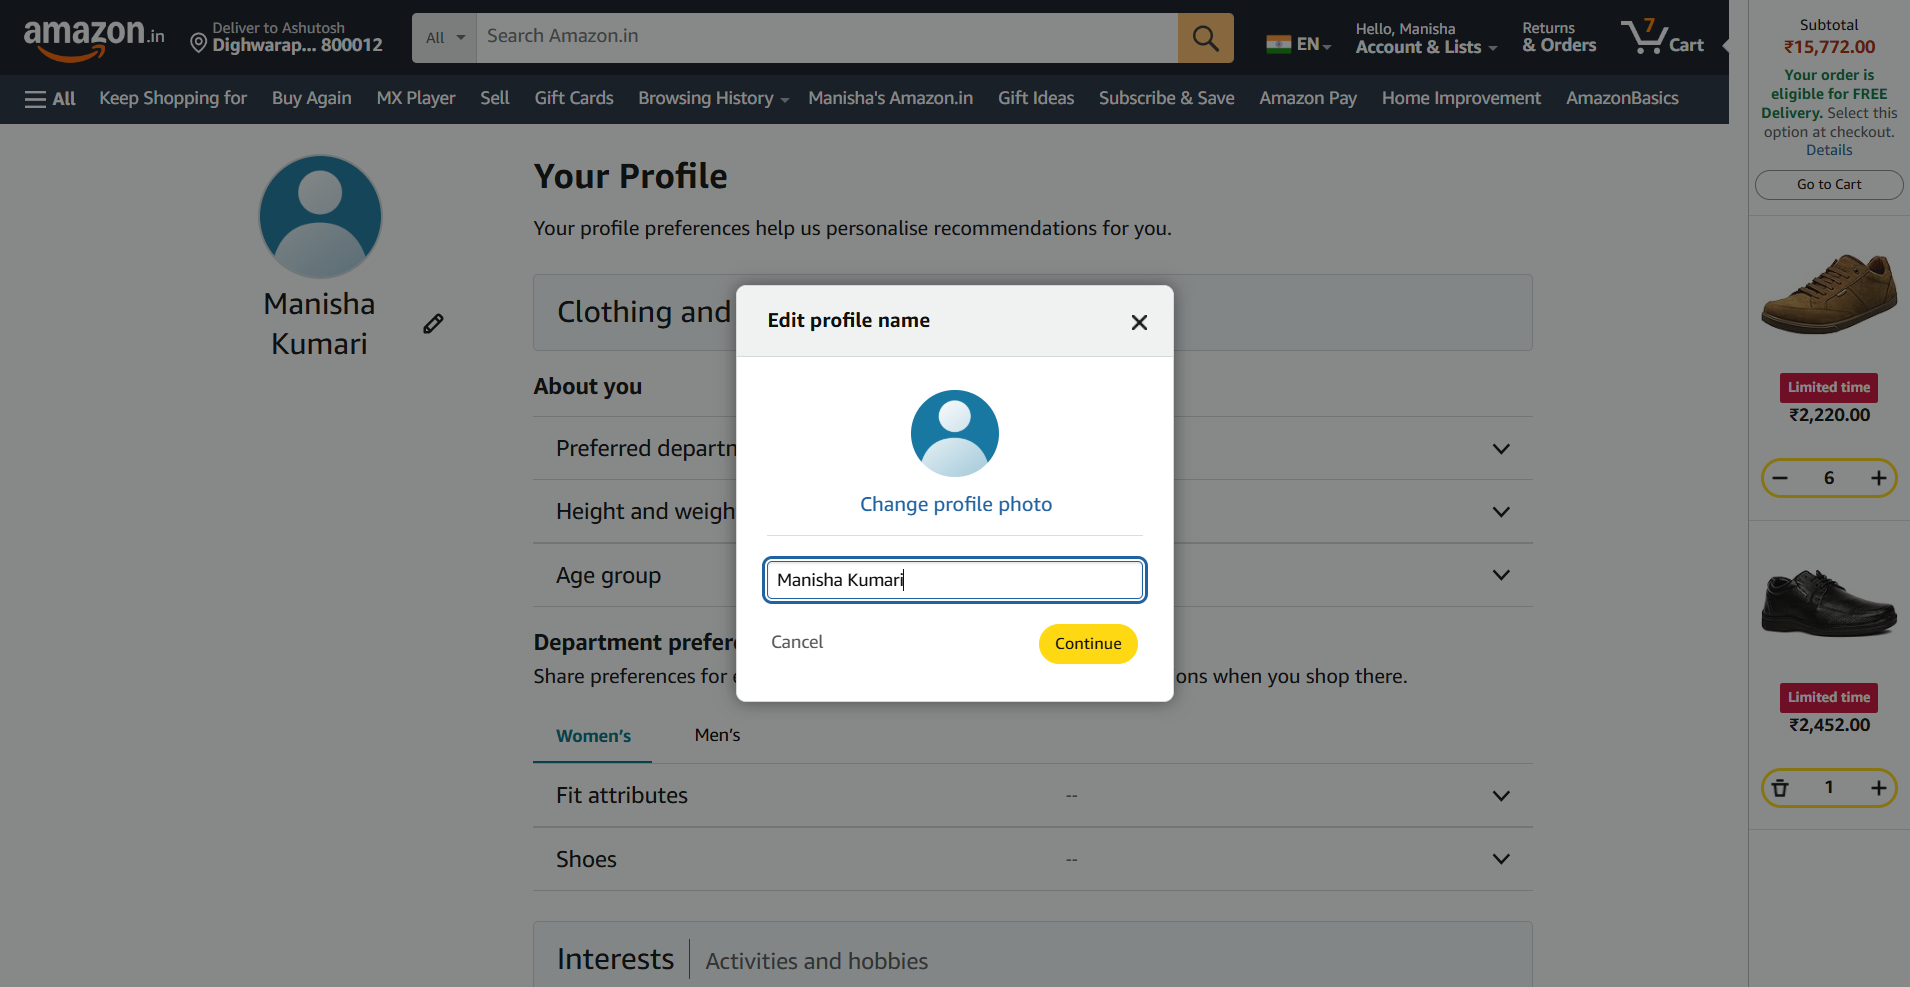 amazon.in
Deliver to Ashutosh
Dighwarap... 800012
All
Search Amazon.in
EN
Hello, Manisha
Account & Lists
Returns
& Orders
7
Cart
All
Keep Shopping for
Buy Again
MX Player
Sell
Gift Cards
Browsing History
Manisha's Amazon.in
Gift Ideas
Subscribe & Save
Amazon Pay
Home Improvement
AmazonBasics
Subtotal
₹15,772.00
Your order is
eligible for FREE
Delivery. Select this
option at checkout.
Details
Go to Cart
Limited time
₹2,220.00
6
Limited time
₹2,452.00
1
Manisha
Kumari
Your Profile
Your profile preferences help us personalise recommendations for you.
Clothing and
About you
Preferred departm
Height and weigh
Age group
Department prefer
Share preferences for
ons when you shop there.
Women's
Men's
Fit attributes
--
Shoes
--
Interests
Activities and hobbies
Edit profile name
Change profile photo
Manisha Kumari
Cancel
Continue